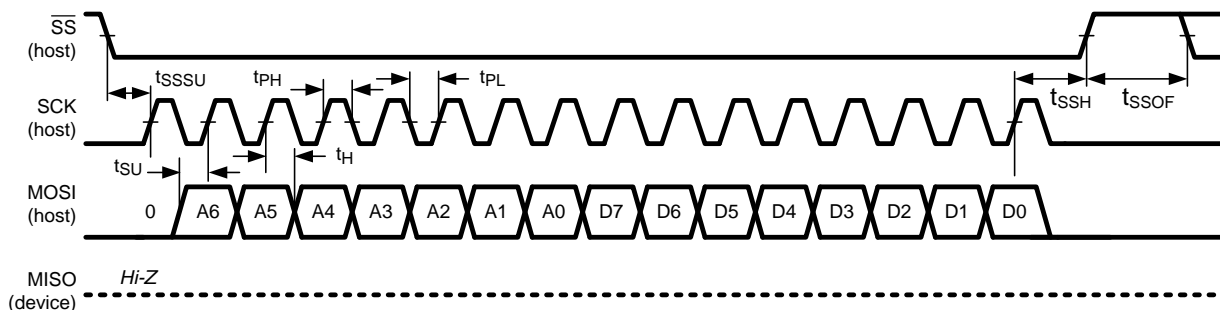 SS
(host)
tSSSU
tPH
tPL
tSSH
tSSOF
SCK
(host)
tSU
tH
MOSI
(host)
0 A6 A5 A4 A3 A2 A1 A0 D7 D6 D5 D4 D3 D2 D1 D0
MISO
(device)
Hi-Z